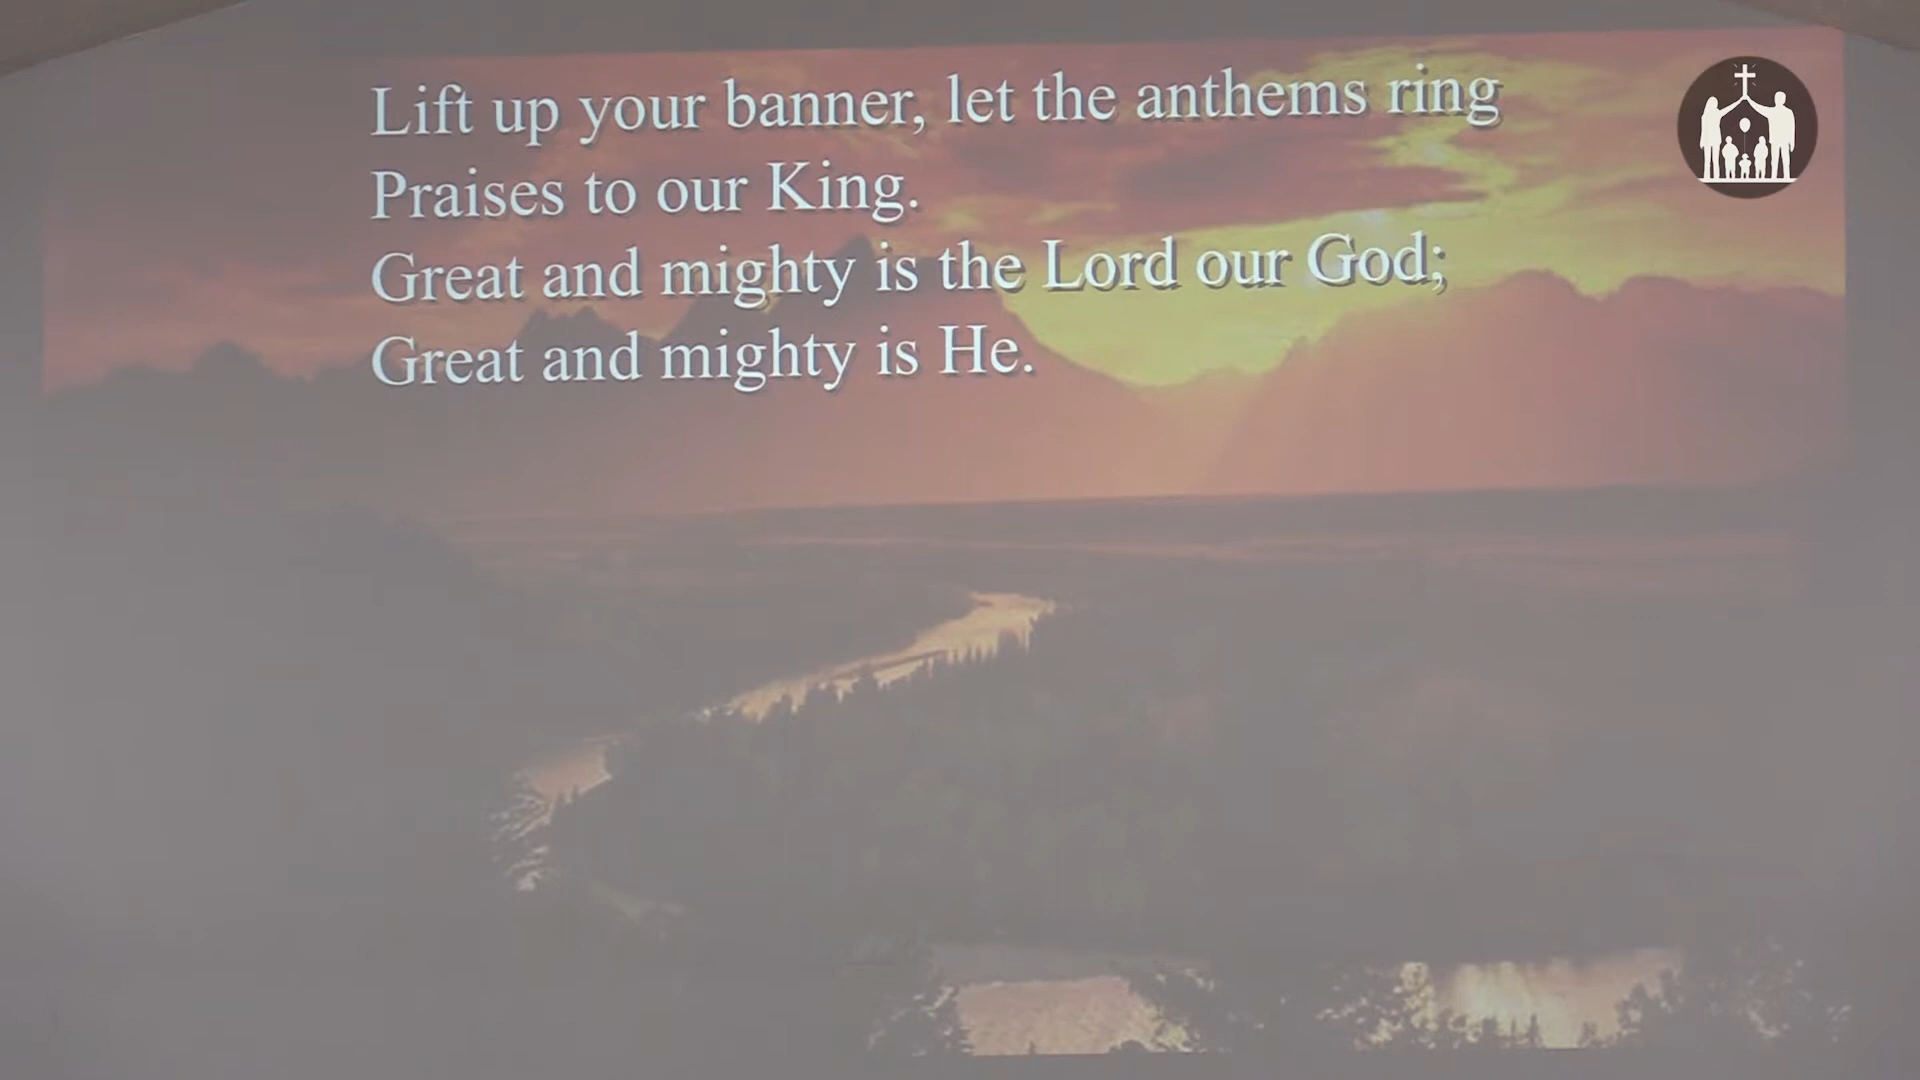 Lift up your banner, let the anthems ring
Praises to our King.
Great and mighty is the Lord our God;
Great and mighty is He.